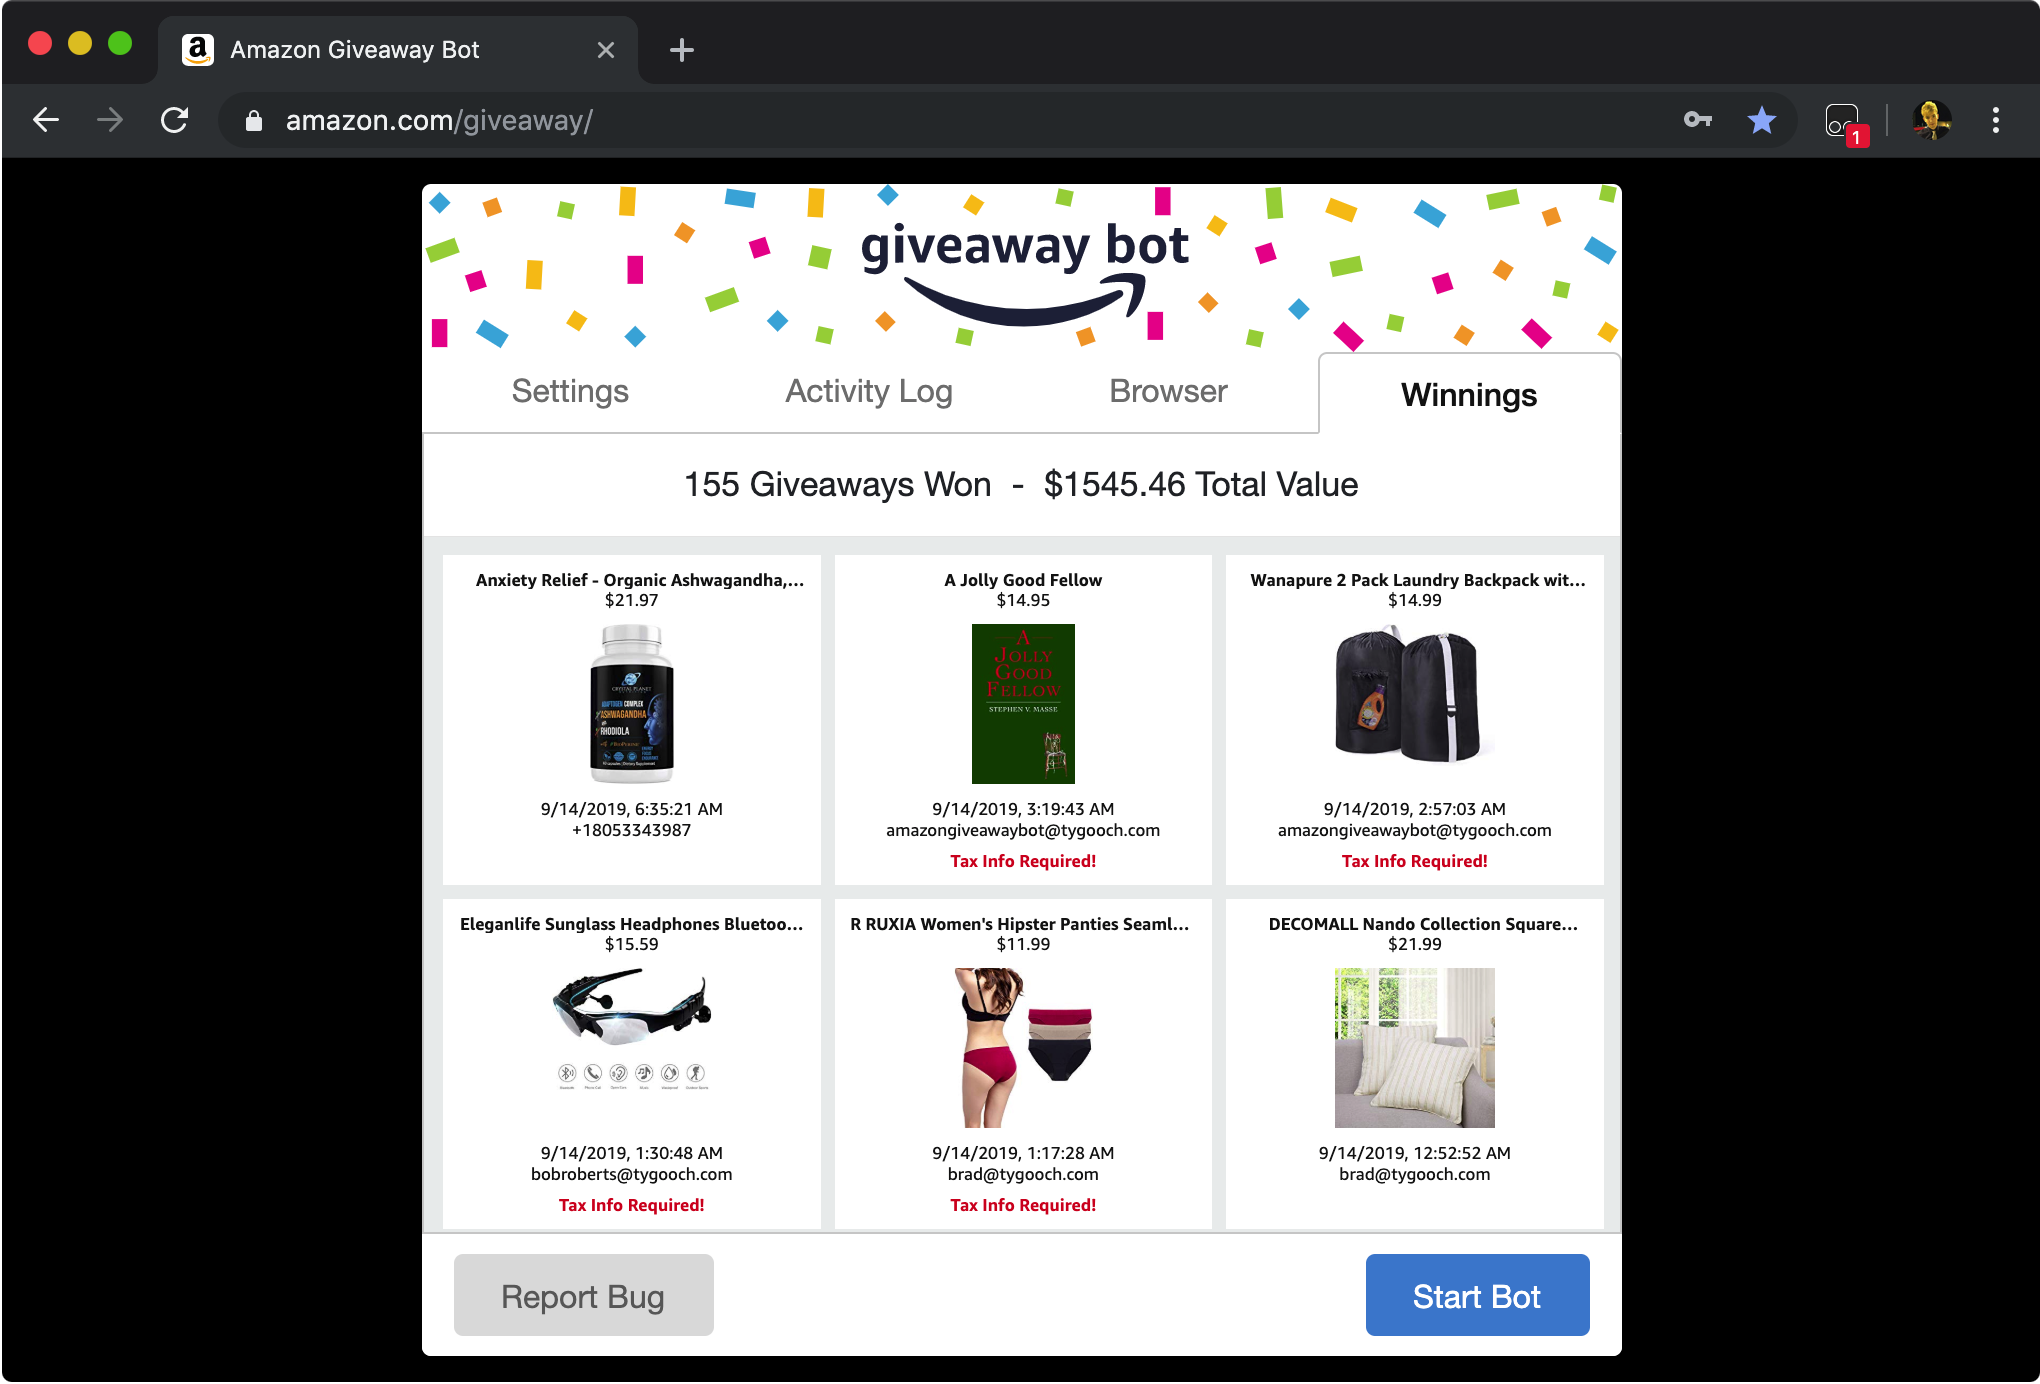 Amazon Giveaway Bot
amazon.com/giveaway/
1
giveaway bot
Settings
Activity Log
Browser
Winnings
155 Giveaways Won - $1545.46 Total Value
Anxiety Relief - Organic Ashwagandha,...
$21.97
CRYSTAL PLANET
ADAPTOGEN COMPLEX
ASHWAGANDHA
RHODIOLA
9/14/2019, 6:35:21 AM
+18053343987
A Jolly Good Fellow
$14.95
A
JOLLY
GOOD
FELLOW
STEPHEN V. MASSE
9/14/2019, 3:19:43 AM
amazongiveawaybot@tygooch.com
Tax Info Required!
Wanapure 2 Pack Laundry Backpack wit...
$14.99
9/14/2019, 2:57:03 AM
amazongiveawaybot@tygooch.com
Tax Info Required!
Eleganlife Sunglass Headphones Bluetoo...
$15.59
9/14/2019, 1:30:48 AM
bobroberts@tygooch.com
Tax Info Required!
R RUXIA Women's Hipster Panties Seaml...
$11.99
9/14/2019, 1:17:28 AM
brad@tygooch.com
Tax Info Required!
DECOMALL Nando Collection Square...
$21.99
9/14/2019, 12:52:52 AM
brad@tygooch.com
Report Bug
Start Bot